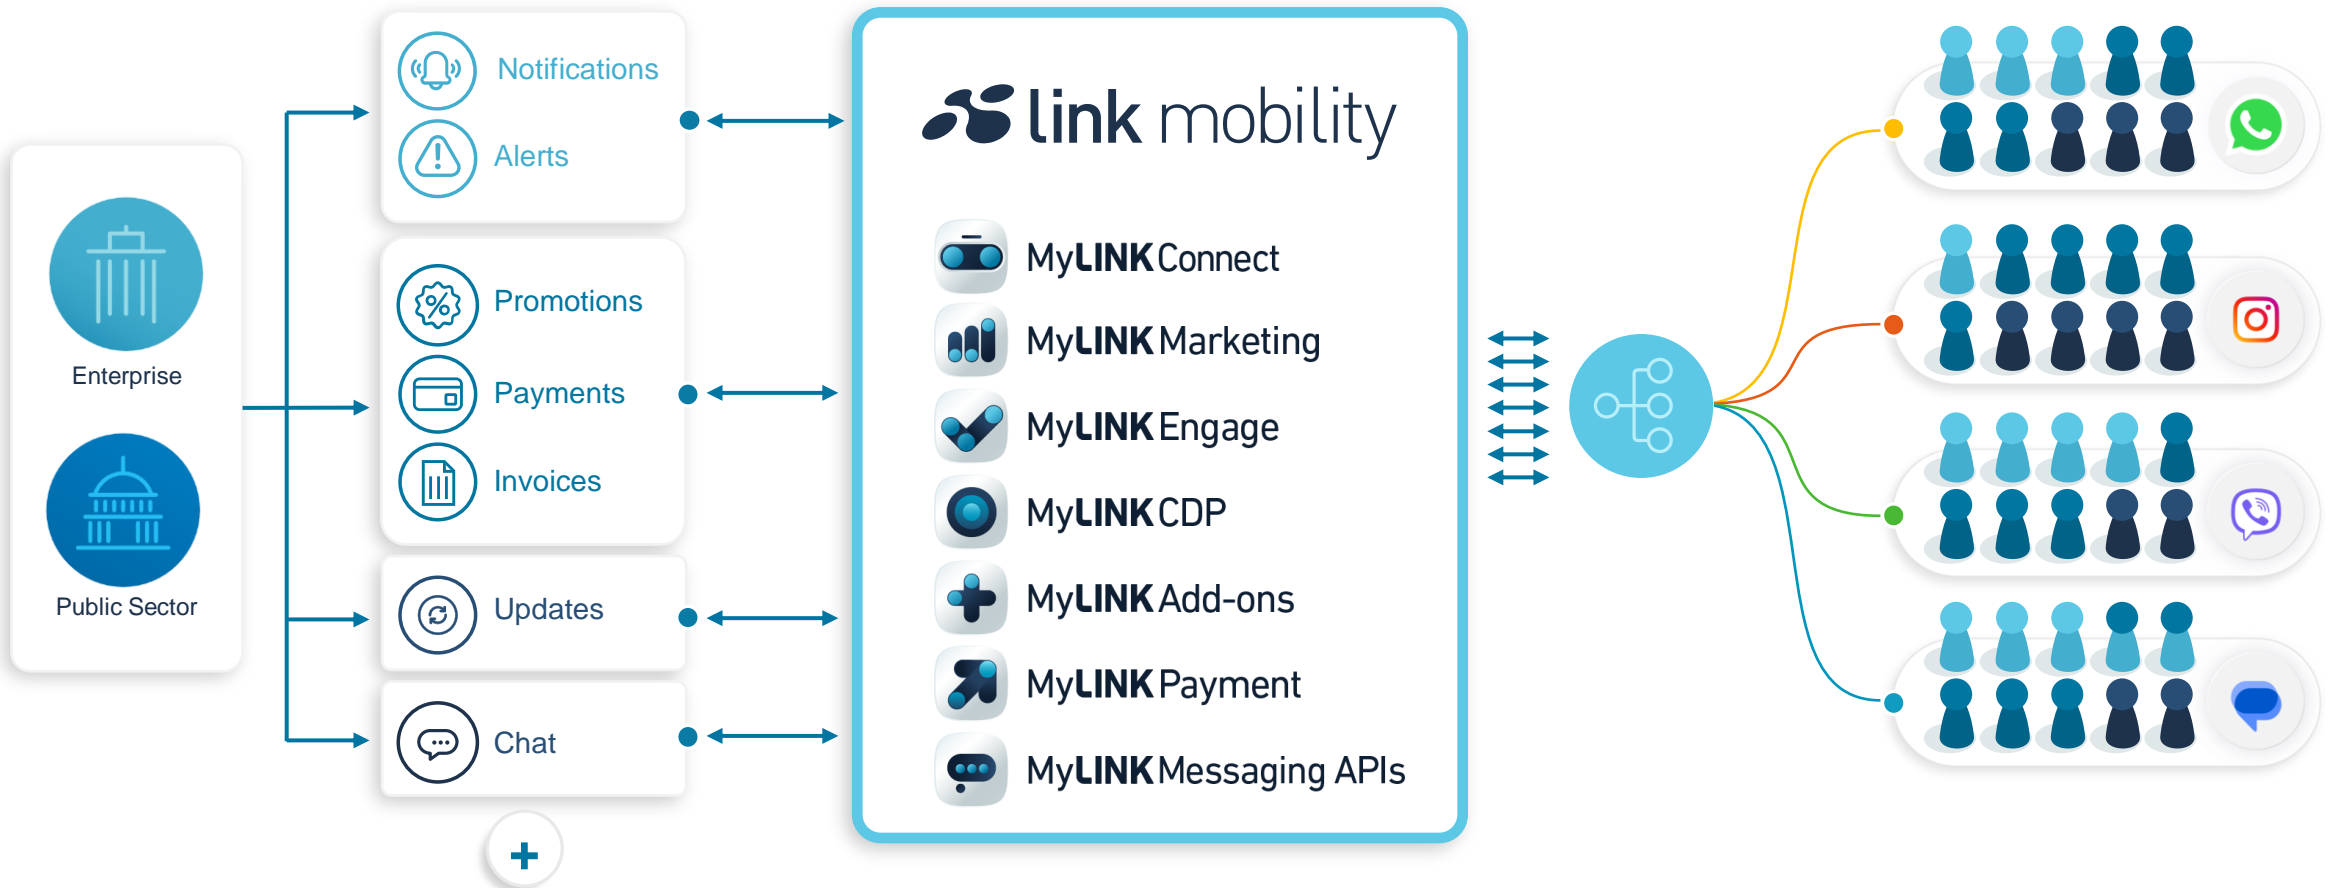 Enterprise
Public Sector
Notifications
Alerts
Promotions
Payments
Invoices
Updates
Chat
link mobility
MyLINK Connect
MyLINK Marketing
MyLINK Engage
MyLINK CDP
MyLINK Add-ons
MyLINK Payment
MyLINK Messaging APIs